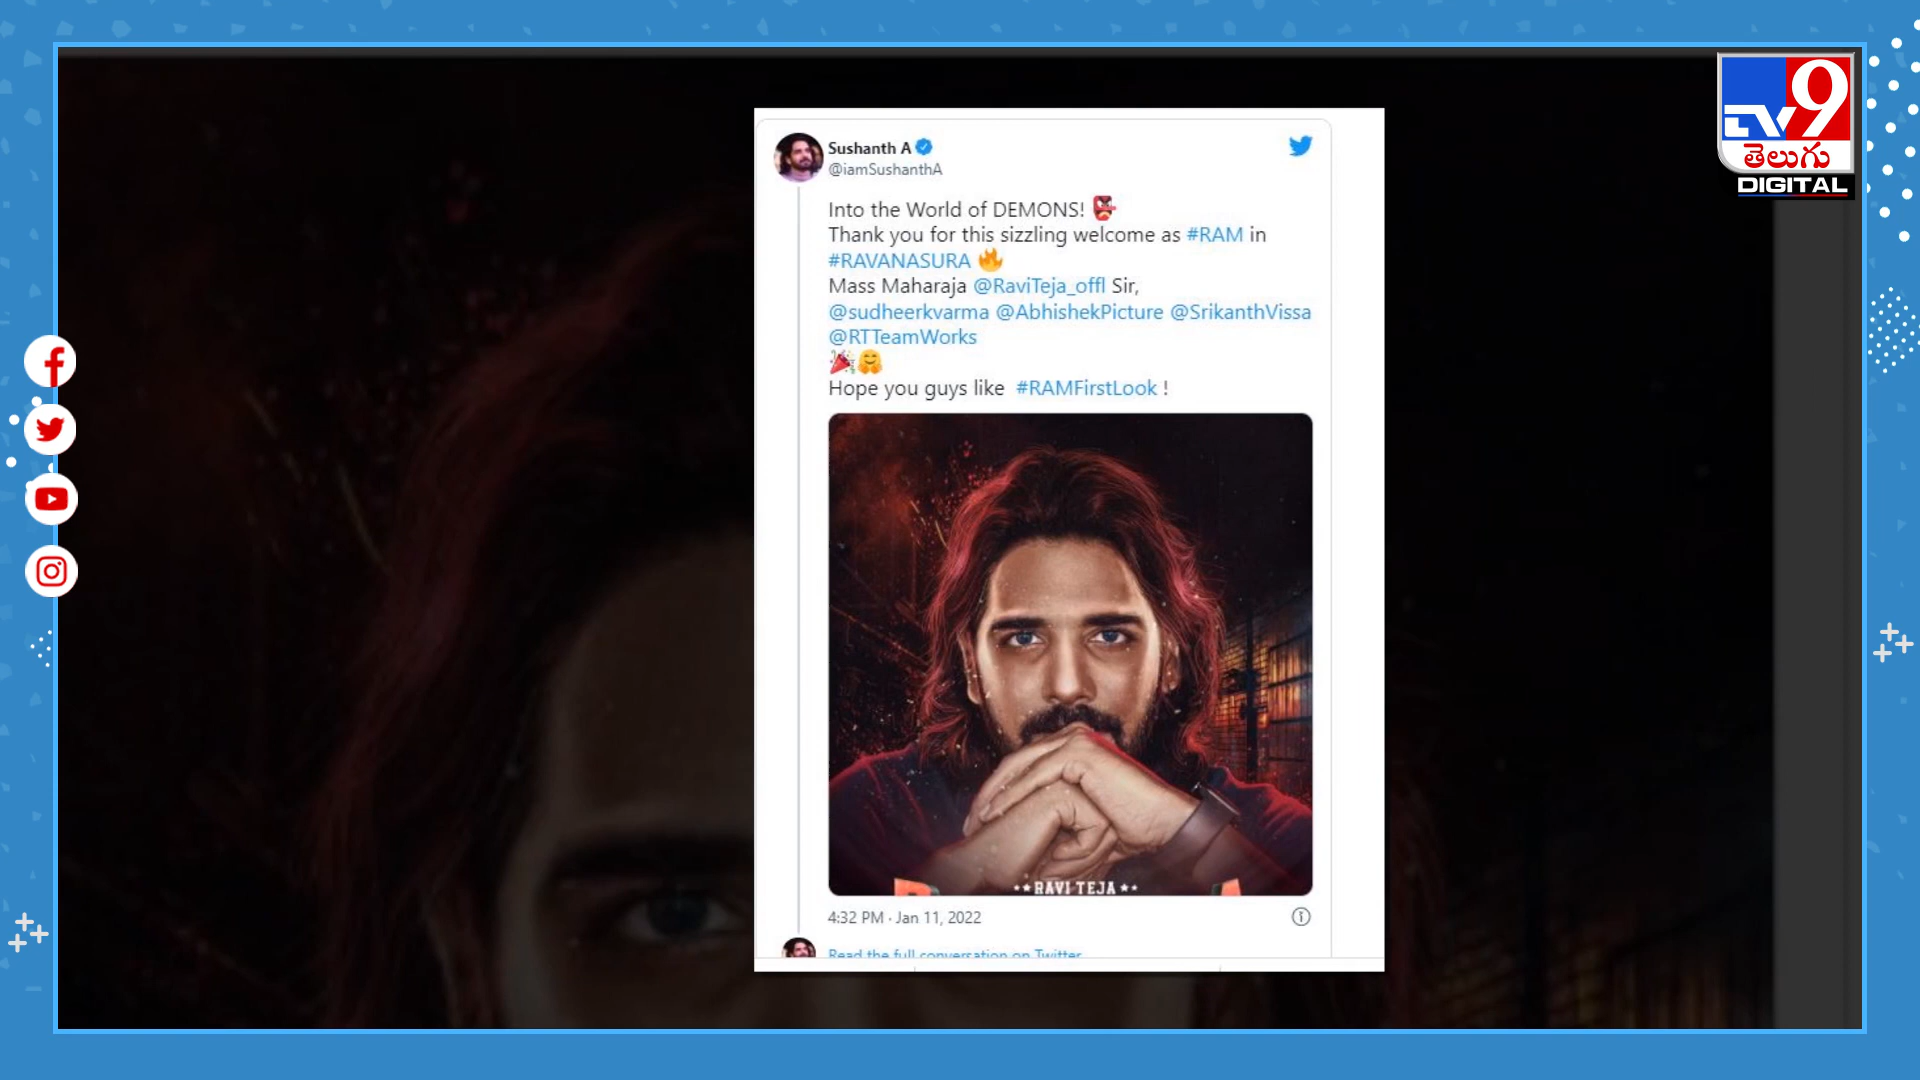 TV9
తెలుగు
DIGITAL
Sushanth A
@iamSushanthA
Into the World of DEMONS! 👺
Thank you for this sizzling welcome as #RAM in
#RAVANASURA 🔥
Mass Maharaja @RaviTeja_offl Sir,
@sudheerkvarma @AbhishekPicture @SrikanthVissa
@RTTeamWorks
🎉🤗
Hope you guys like #RAMFirstLook !
**RAVI TEJA**
4:32 PM · Jan 11, 2022
Read the full conversation on Twitter